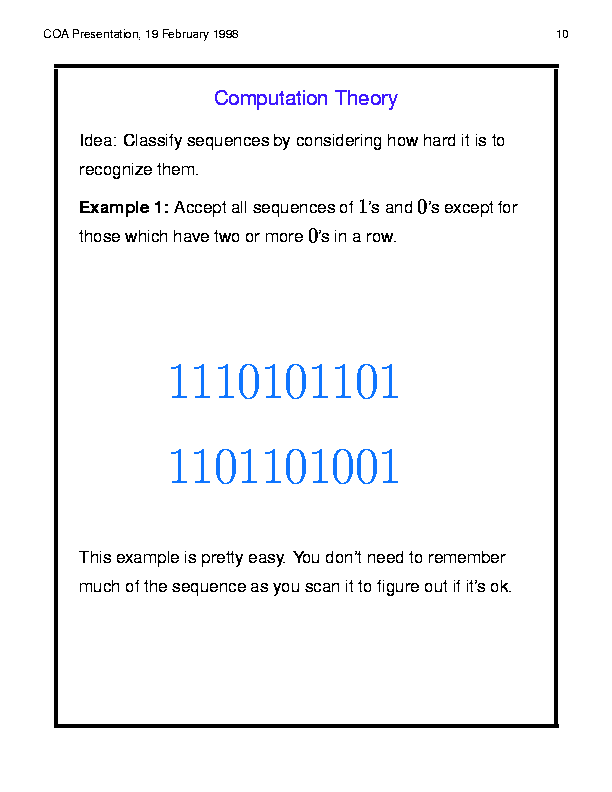 COA Presentation, 19 February 1998 10
Computation Theory
Idea: Classify sequences by considering how hard it is to
recognize them.
Example 1: Accept all sequences of 1's and 0's except for
those which have two or more 0's in a row.
1110101101
1101101001
This example is pretty easy. You don't need to remember
much of the sequence as you scan it to figure out if it's ok.